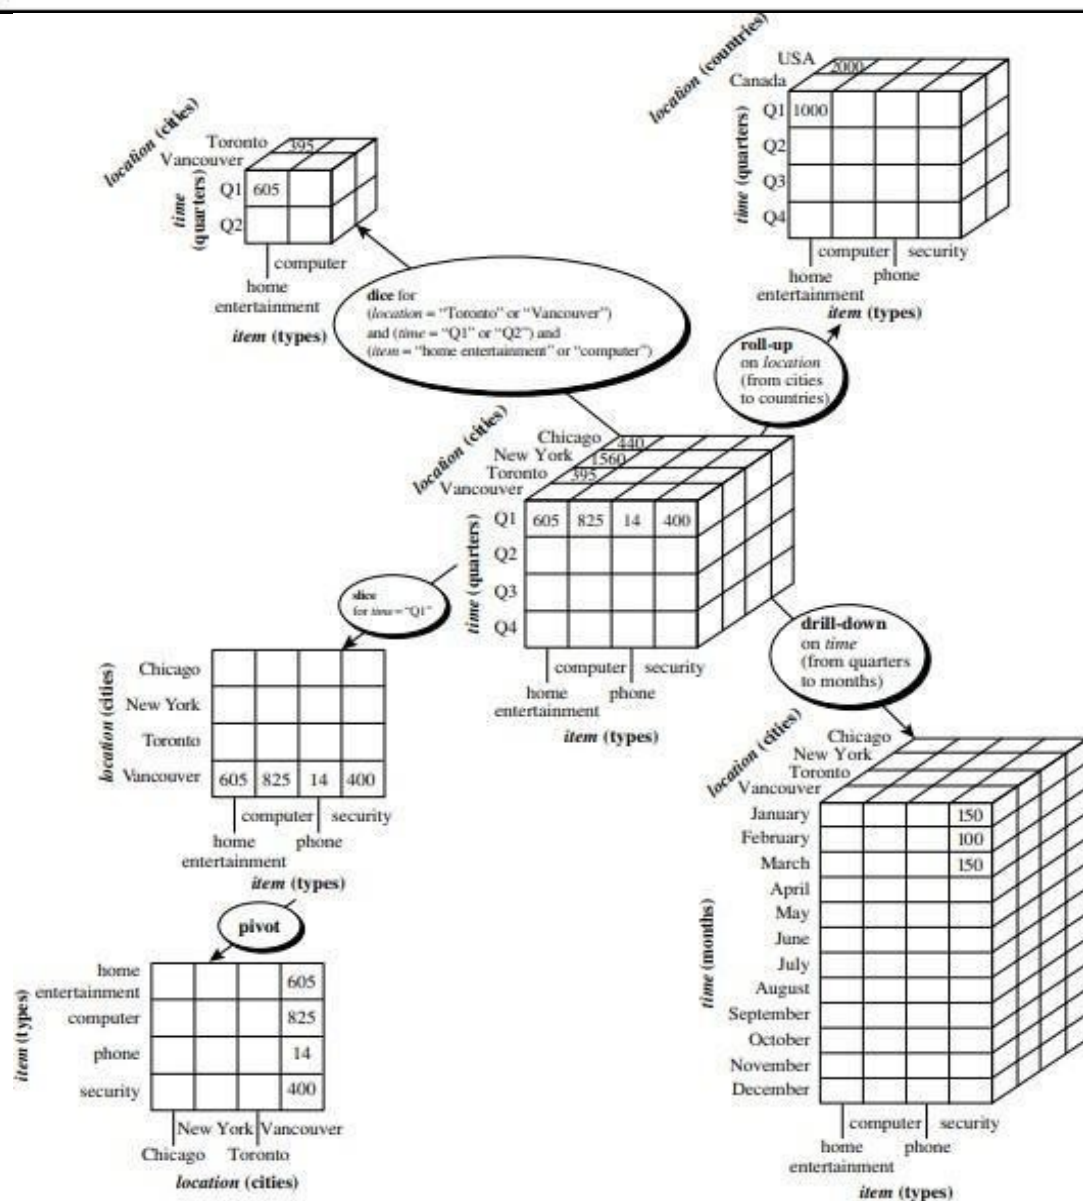 location (countries)
USA
Canada
2000
Q1 1000
Q2
Q3
Q4
time (quarters)
computer security
home phone
entertainment
item (types)
location (cities)
Toronto 395
Vancouver
Q1 605
Q2
time
(quarters)
computer
home
entertainment
item (types)
dice for
(location = “Toronto” or “Vancouver”)
and (time = “Q1” or “Q2”) and
(item = “home entertainment” or “computer”)
roll-up
on location
(from cities
to countries)
location (cities)
Chicago 440
New York 1560
Toronto 395
Vancouver
Q1 605 825 14 400
Q2
Q3
Q4
time (quarters)
computer security
home phone
entertainment
item (types)
slice
for time = “Q1”
drill-down
on time
(from quarters
to months)
Chicago
New York
Toronto
Vancouver 605 825 14 400
location (cities)
computer security
home phone
entertainment
item (types)
pivot
home
entertainment 605
computer 825
phone 14
security 400
item (types)
New York Vancouver
Chicago Toronto
location (cities)
location (cities)
Chicago
New York
Toronto
Vancouver
January 150
February 100
March 150
April
May
June
July
August
September
October
November
December
time (months)
computer security
home phone
entertainment
item (types)